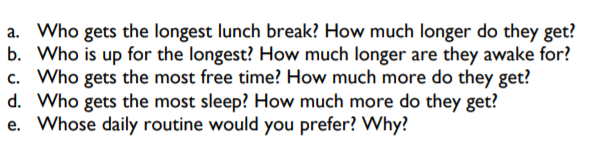 a. Who gets the longest lunch break? How much longer do they get?
b. Who is up for the longest? How much longer are they awake for?
c. Who gets the most free time? How much more do they get?
d. Who gets the most sleep? How much more do they get?
e. Whose daily routine would you prefer? Why?